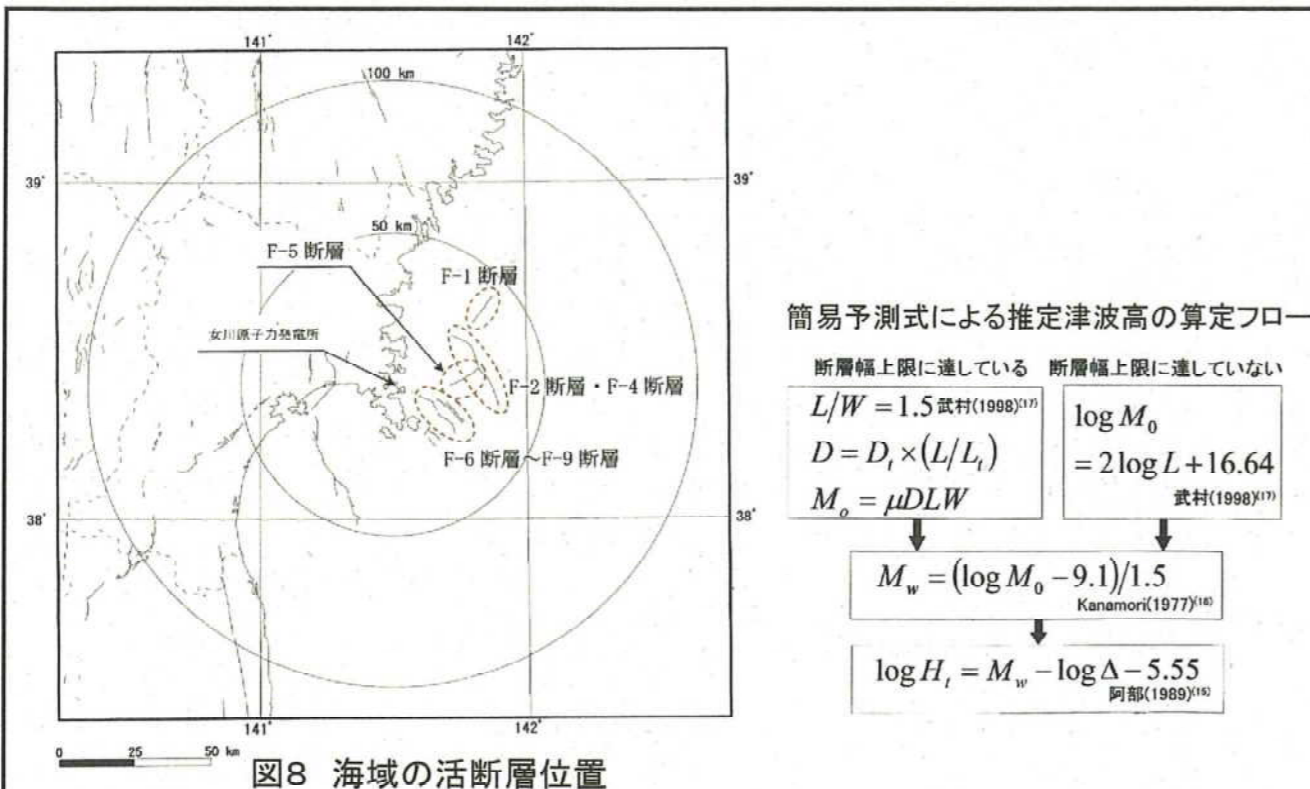 141°
142°
100 km
39°
39°
50 km
F-5 断層
F-1 断層
女川原子力発電所
F-2 断層・F-4 断層
F-6 断層～F-9 断層
38°
38°
141°
142°
0 25 50 km
図8 海域の活断層位置
簡易予測式による推定津波高の算定フロー
断層幅上限に達している 断層幅上限に達していない
L/W = 1.5 武村(1998)⁽¹⁷⁾
D = Dₜ × (L/Lₜ)
Mₒ = μDLW
log M₀
= 2 log L + 16.64
武村(1998)⁽¹⁷⁾
M_w = (log M₀ − 9.1)/1.5
Kanamori(1977)⁽¹⁸⁾
log Hₜ = M_w − log Δ − 5.55
阿部(1989)⁽¹⁵⁾